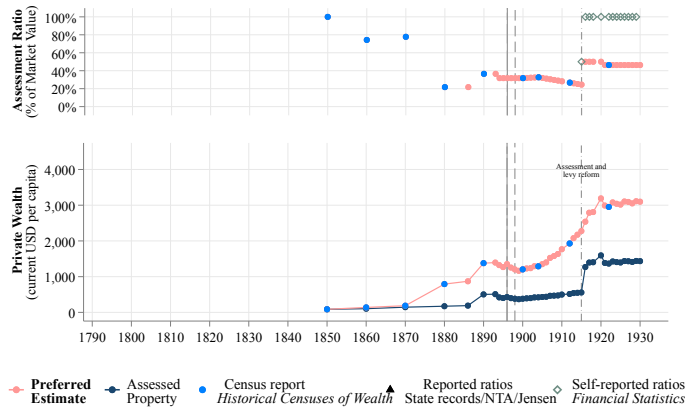 Assessment Ratio
(% of Market Value)
100%
80%
60%
40%
20%
0%
Private Wealth
(current USD per capita)
4,000
3,000
2,000
1,000
0
Assessment and
levy reform
1790 1800 1810 1820 1830 1840 1850 1860 1870 1880 1890 1900 1910 1920 1930
Preferred Estimate
Assessed Property
Census report
Historical Censuses of Wealth
Reported ratios
State records/NTA/Jensen
Self-reported ratios
Financial Statistics